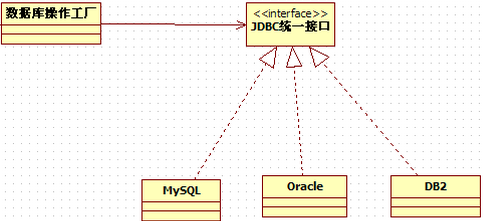 数据库操作工厂
<<interface>>
JDBC统一接口
MySQL
Oracle
DB2